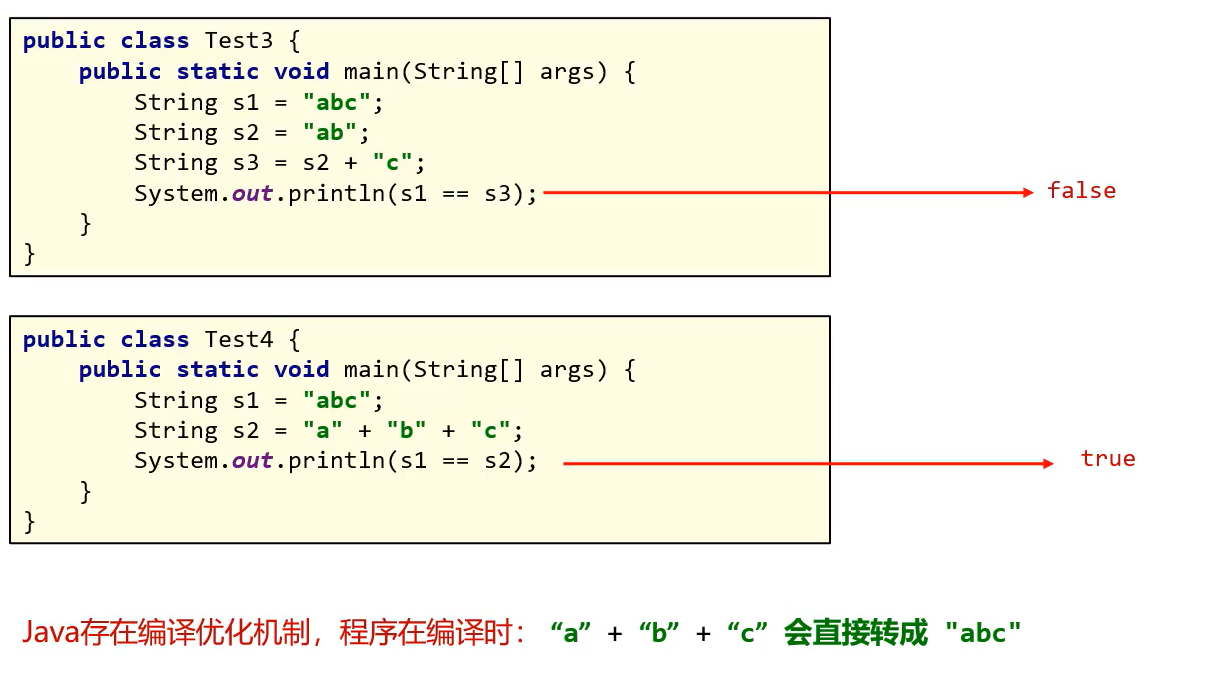 public class Test3 {
    public static void main(String[] args) {
        String s1 = "abc";
        String s2 = "ab";
        String s3 = s2 + "c";
        System.out.println(s1 == s3);
false
    }
}
public class Test4 {
    public static void main(String[] args) {
        String s1 = "abc";
        String s2 = "a" + "b" + "c";
        System.out.println(s1 == s2);
true
    }
}
Java存在编译优化机制，程序在编译时： “a” + “b” + “c” 会直接转成 "abc"